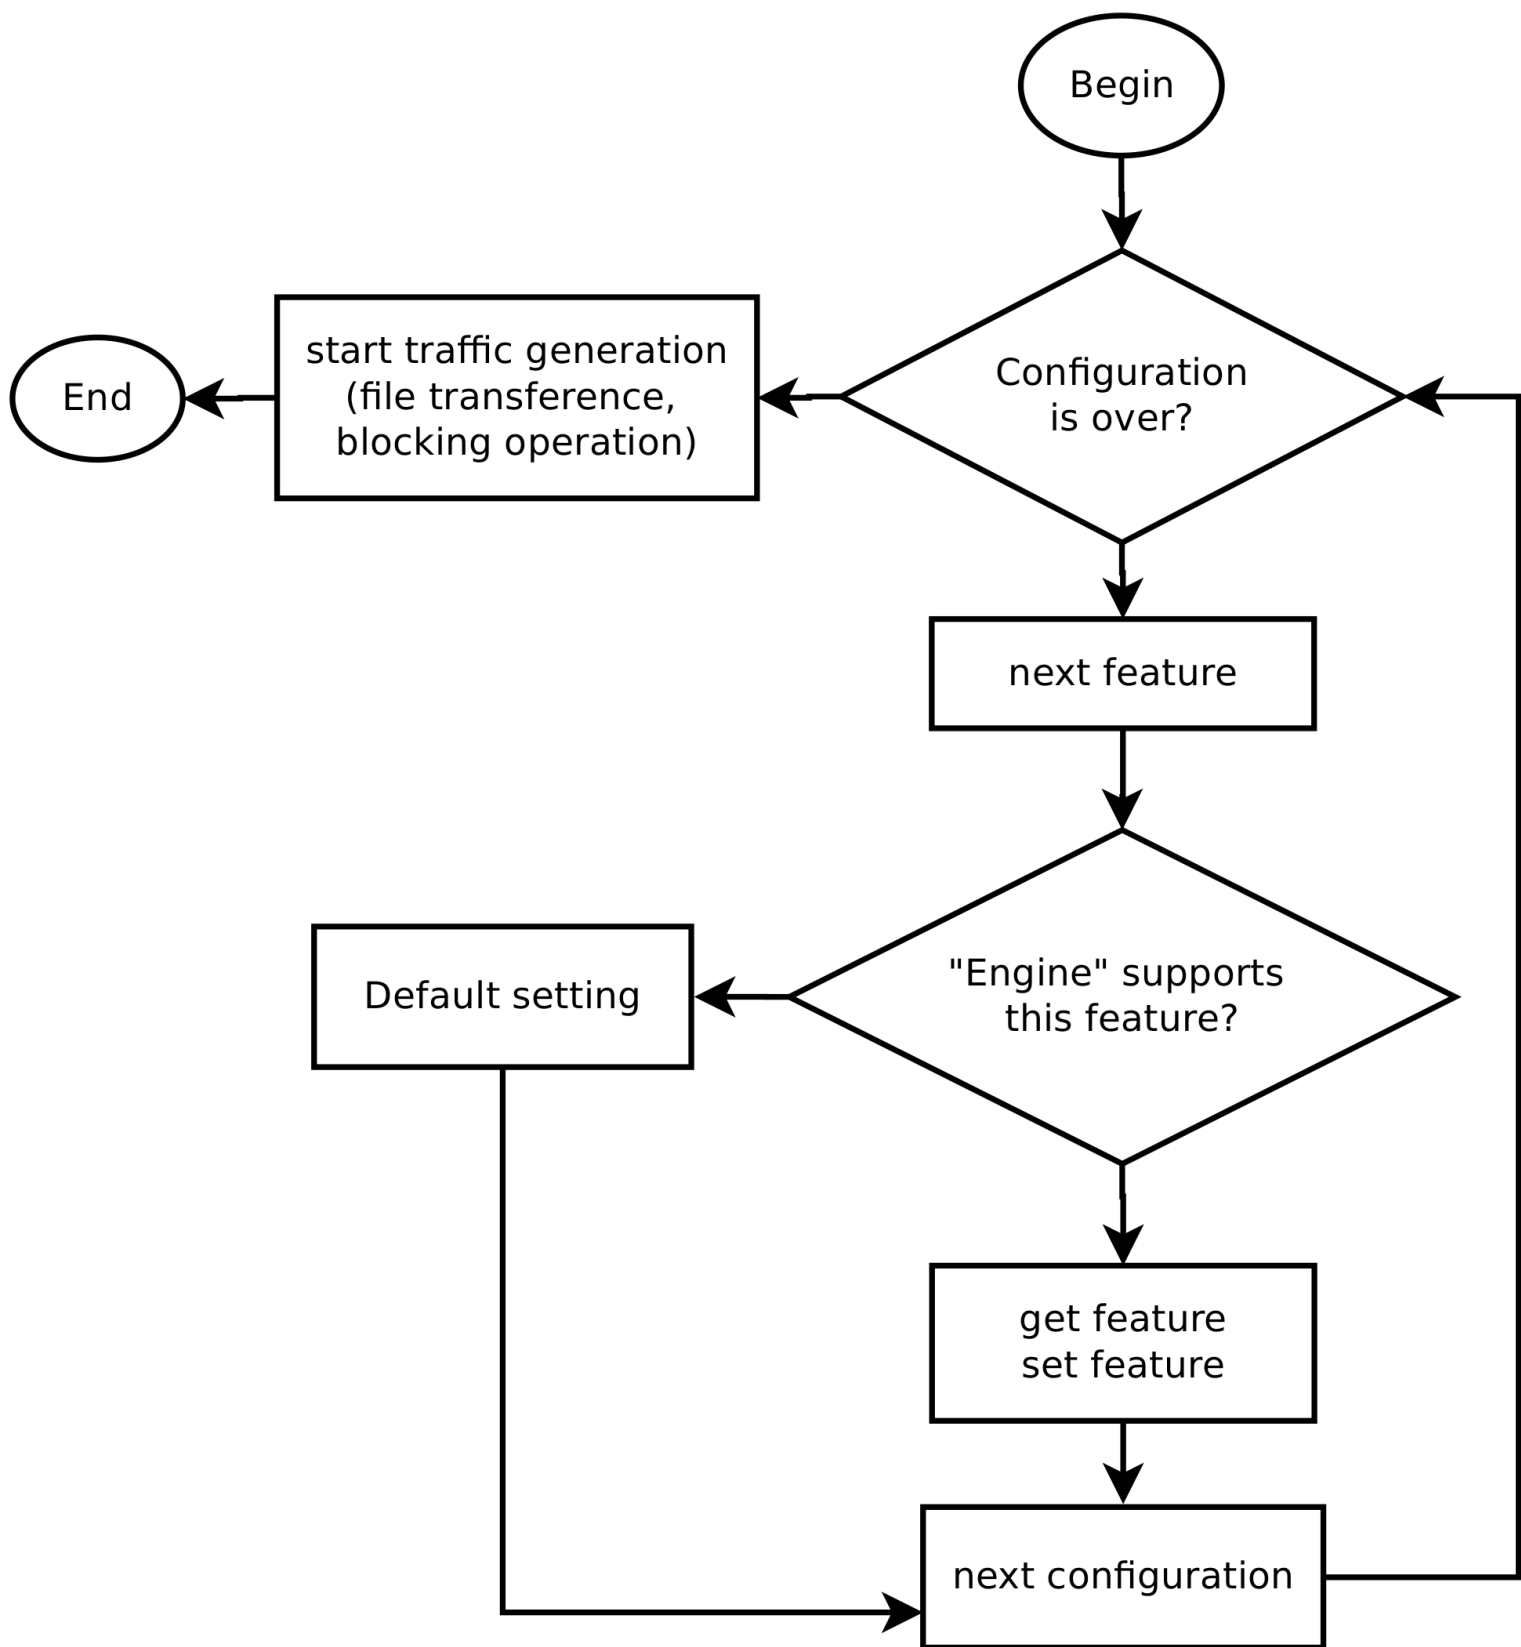 Begin
Configuration
is over?
start traffic generation
(file transference,
blocking operation)
End
next feature
"Engine" supports
this feature?
Default setting
get feature
set feature
next configuration